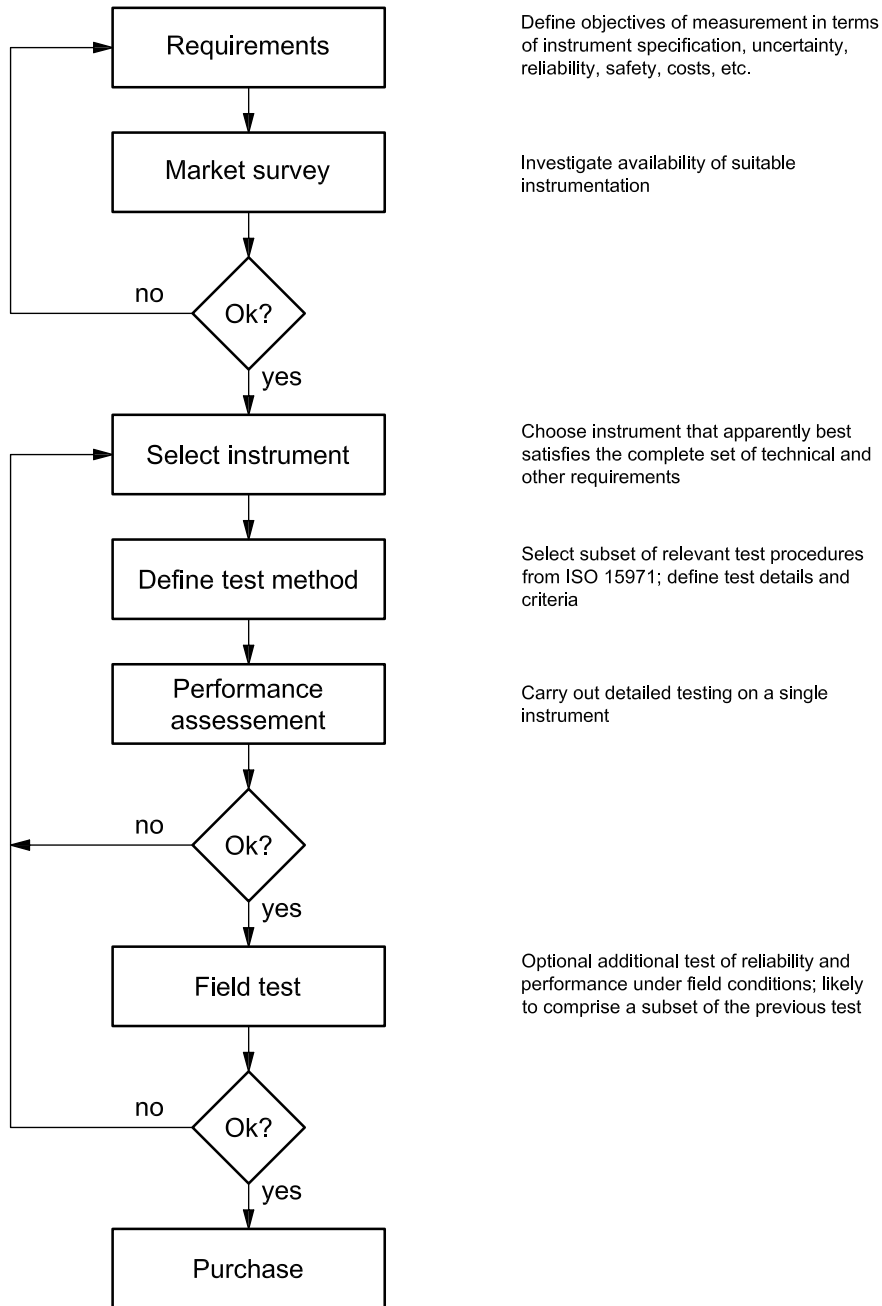 Requirements
Define objectives of measurement in terms
of instrument specification, uncertainty,
reliability, safety, costs, etc.
Market survey
Investigate availability of suitable
instrumentation
no
Ok?
yes
Select instrument
Choose instrument that apparently best
satisfies the complete set of technical and
other requirements
Define test method
Select subset of relevant test procedures
from ISO 15971; define test details and
criteria
Performance
assessement
Carry out detailed testing on a single
instrument
no
Ok?
yes
Field test
Optional additional test of reliability and
performance under field conditions; likely
to comprise a subset of the previous test
no
Ok?
yes
Purchase